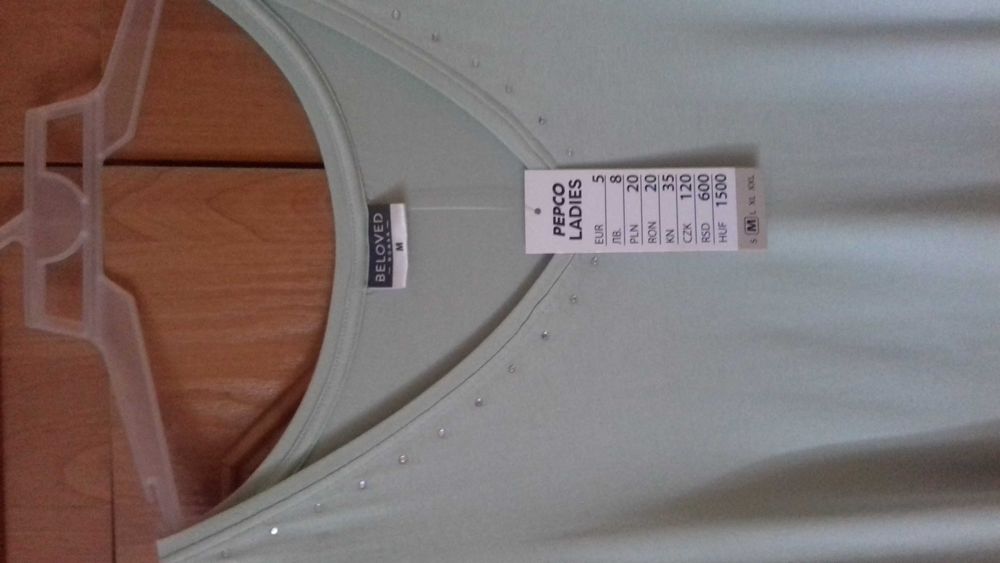 BELOVED
M
PEPCO
LADIES
EUR 5
ЛВ. 8
PLN 20
RON 20
KN 35
CZK 120
RSD 600
HUF 1500
S M L XL XXL